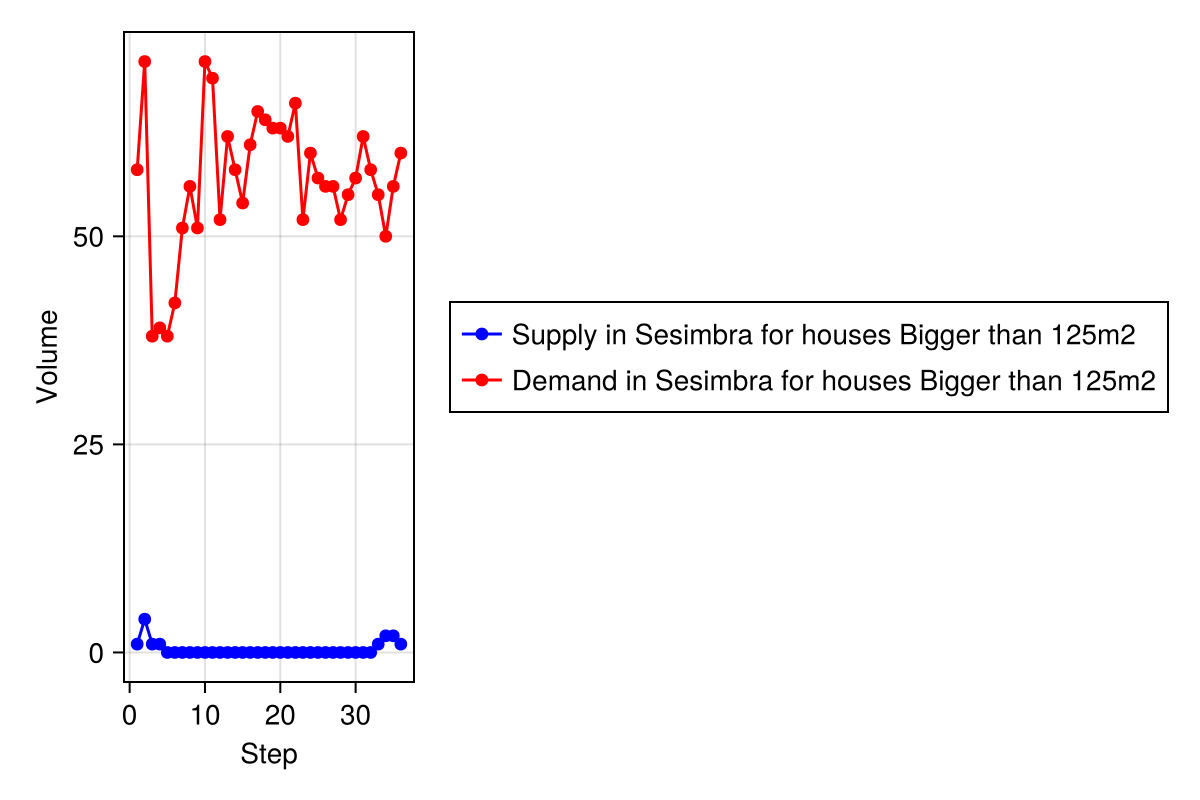 Volume
50
25
0
0 10 20 30
Step
Supply in Sesimbra for houses Bigger than 125m2
Demand in Sesimbra for houses Bigger than 125m2